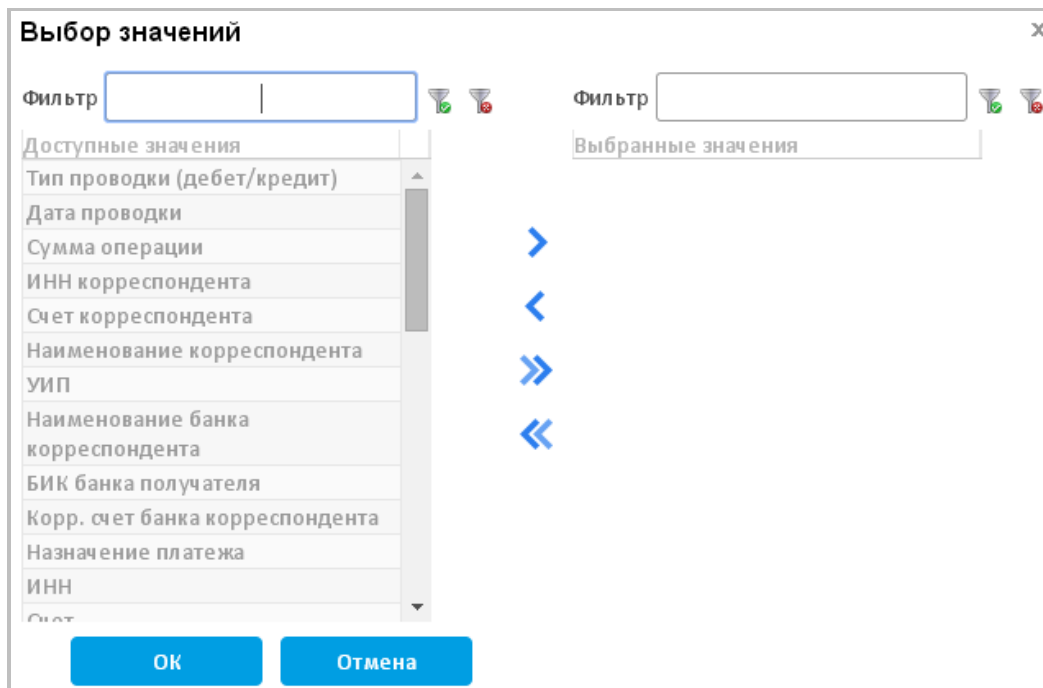 Выбор значений
Фильтр
Фильтр
Доступные значения
Выбранные значения
Тип проводки (дебет/кредит)
Дата проводки
Сумма операции
ИНН корреспондента
Счет корреспондента
Наименование корреспондента
УИП
Наименование банка
корреспондента
БИК банка получателя
Корр. счет банка корреспондента
Назначение платежа
ИНН
Счет
ОК
Отмена